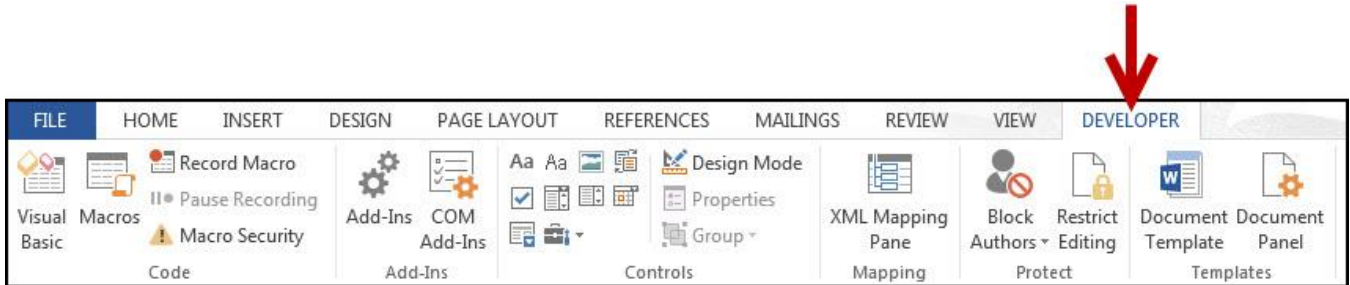 FILE HOME INSERT DESIGN PAGE LAYOUT REFERENCES MAILINGS REVIEW VIEW DEVELOPER
Visual Basic
Macros
Record Macro
Pause Recording
Macro Security
Code
Add-Ins
COM Add-Ins
Add-Ins
Aa Aa
Design Mode
Properties
Group
Controls
XML Mapping Pane
Mapping
Block Authors
Restrict Editing
Protect
W
Document Template
Document Panel
Templates